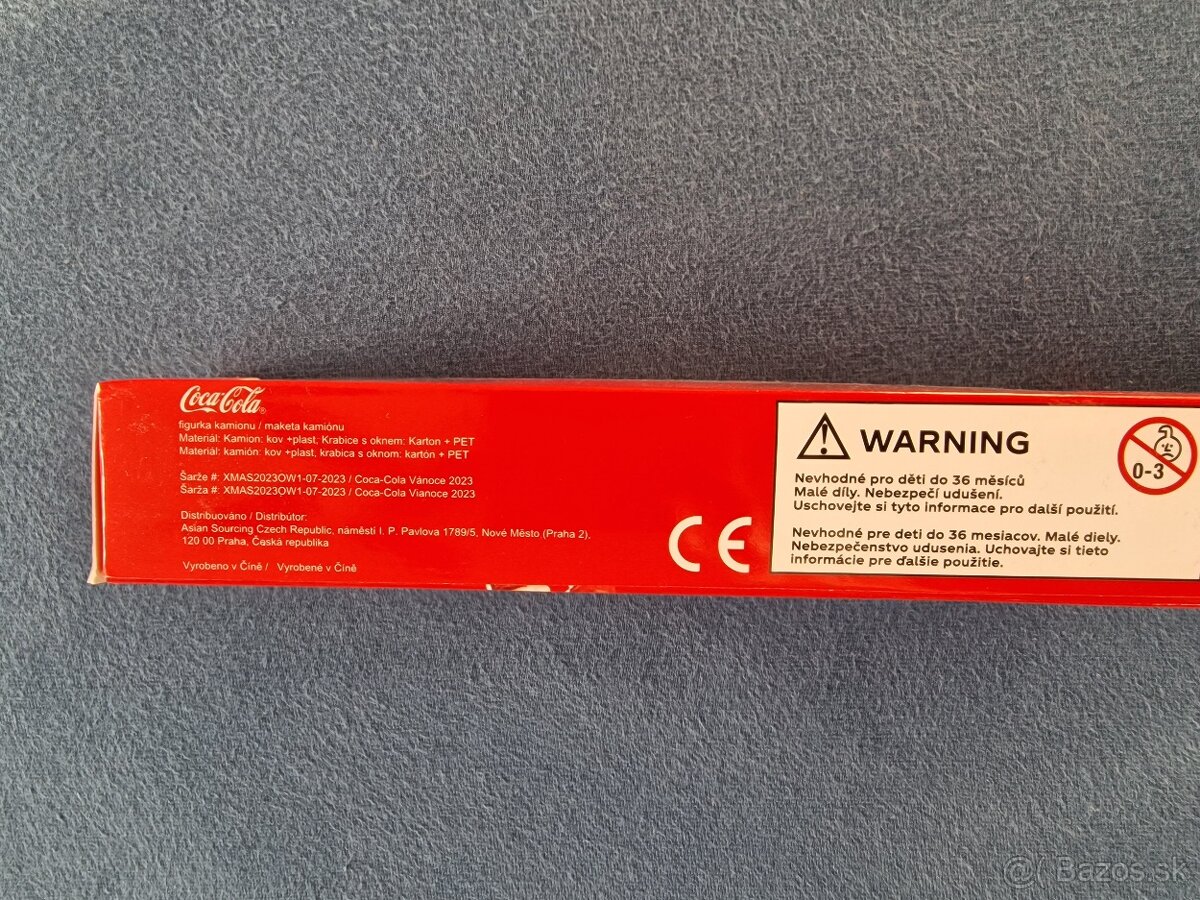 Coca-Cola®
figurka kamionu / maketa kamiónu
Materiál: Kamion: kov +plast, Krabice s oknem: Karton + PET
Materiál: kamión: kov +plast, krabica s oknom: kartón + PET
Šarže #: XMAS2023OW1-07-2023 / Coca-Cola Vánoce 2023
Šarža #: XMAS2023OW1-07-2023 / Coca-Cola Vianoce 2023
Distribuováno / Distribútor:
Asian Sourcing Czech Republic, náměstí I. P. Pavlova 1789/5, Nové Město (Praha 2),
120 00 Praha, Česká republika
Vyrobeno v Číně / Vyrobené v Číně
CE
WARNING
0-3
Nevhodné pro děti do 36 měsíců
Malé díly. Nebezpečí udušení.
Uschovejte si tyto informace pro další použití.
Nevhodné pre deti do 36 mesiacov. Malé diely.
Nebezpečenstvo udusenia. Uchovajte si tieto
informácie pre ďalšie použitie.
@ Bazos.sk